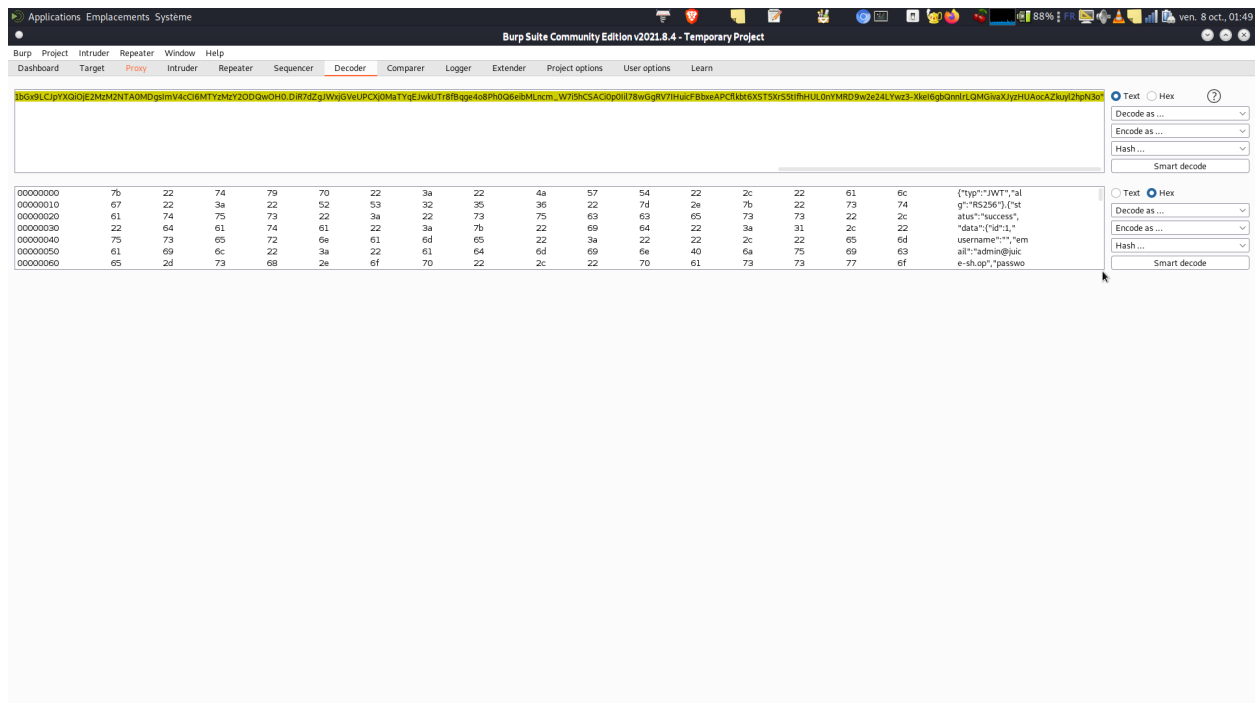 Applications Emplacements Système 88% FR ven. 8 oct., 01:49
Burp Suite Community Edition v2021.8.4 - Temporary Project
Burp Project Intruder Repeater Window Help
Dashboard Target Proxy Intruder Repeater Sequencer Decoder Comparer Logger Extender Project options User options Learn
Text Hex ?
Decode as ...
Encode as ...
Hash ...
Smart decode
00000000 7b 22 74 79 70 22 3a 22 4a 57 54 22 2c 22 61 6c {"typ":"JWT","al
00000010 67 22 3a 22 52 53 32 35 36 22 7d 2e 7b 22 73 74 g":"RS256"}.{"st
00000020 61 74 75 73 22 3a 22 73 75 63 63 65 73 73 22 2c atus":"success",
00000030 22 64 61 74 61 22 3a 7b 22 69 64 22 3a 31 2c 22 "data":{"id":1,"
00000040 75 73 65 72 6e 61 6d 65 22 3a 22 22 2c 22 65 6d username":"","em
00000050 61 69 6c 22 3a 22 61 64 6d 69 6e 40 6a 75 69 63 ail":"admin@juic
00000060 65 2d 73 68 2e 6f 70 22 2c 22 70 61 73 73 77 6f e-sh.op","passwo
Text Hex
Decode as ...
Encode as ...
Hash ...
Smart decode